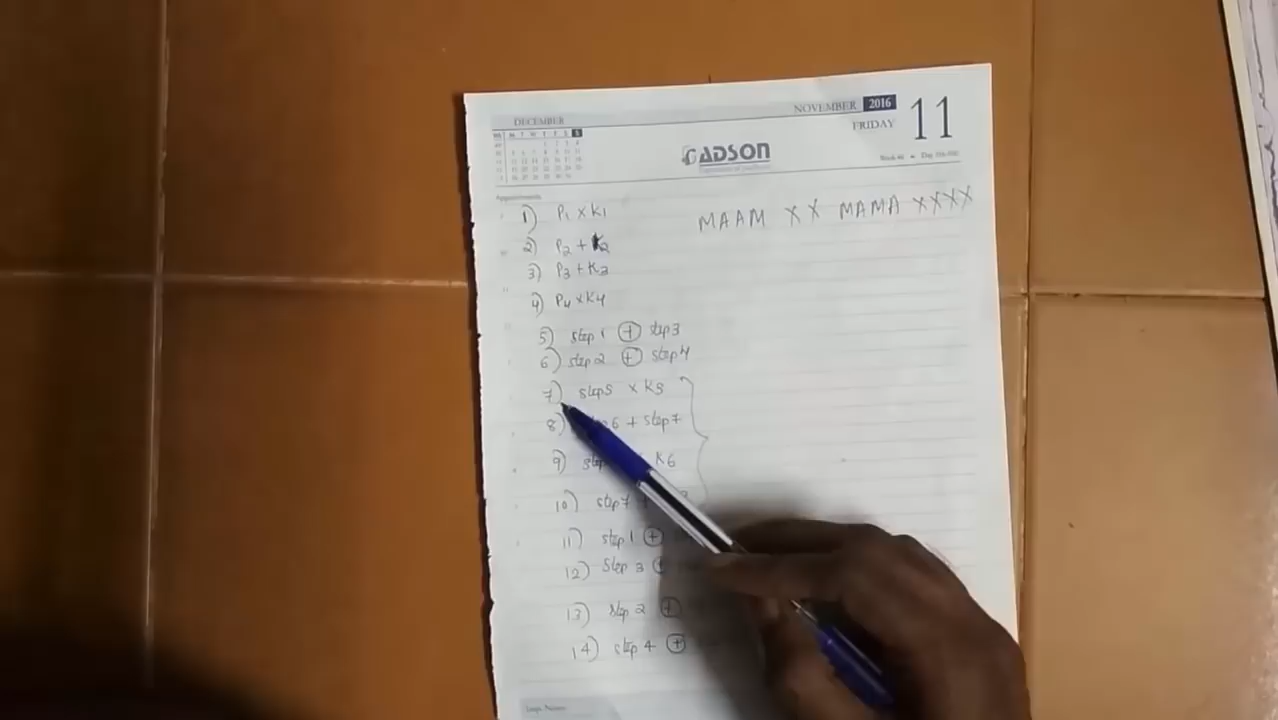 DECEMBER
NOVEMBER 2016
FRIDAY 11
ADSON
Appointments
1) P1 x K1
MAAM XX MAMA XXXX
2) P2 + K2
3) P3 + K3
4) P4 x K4
5) step 1 ⊕ step 3
6) step 2 ⊕ step 4
7) step5 x K5
8) 6 + step 7
9) step K6
10) step 7
11) step 1 ⊕
12) step 3 ⊕
13) step 2 ⊕
14) step 4 ⊕